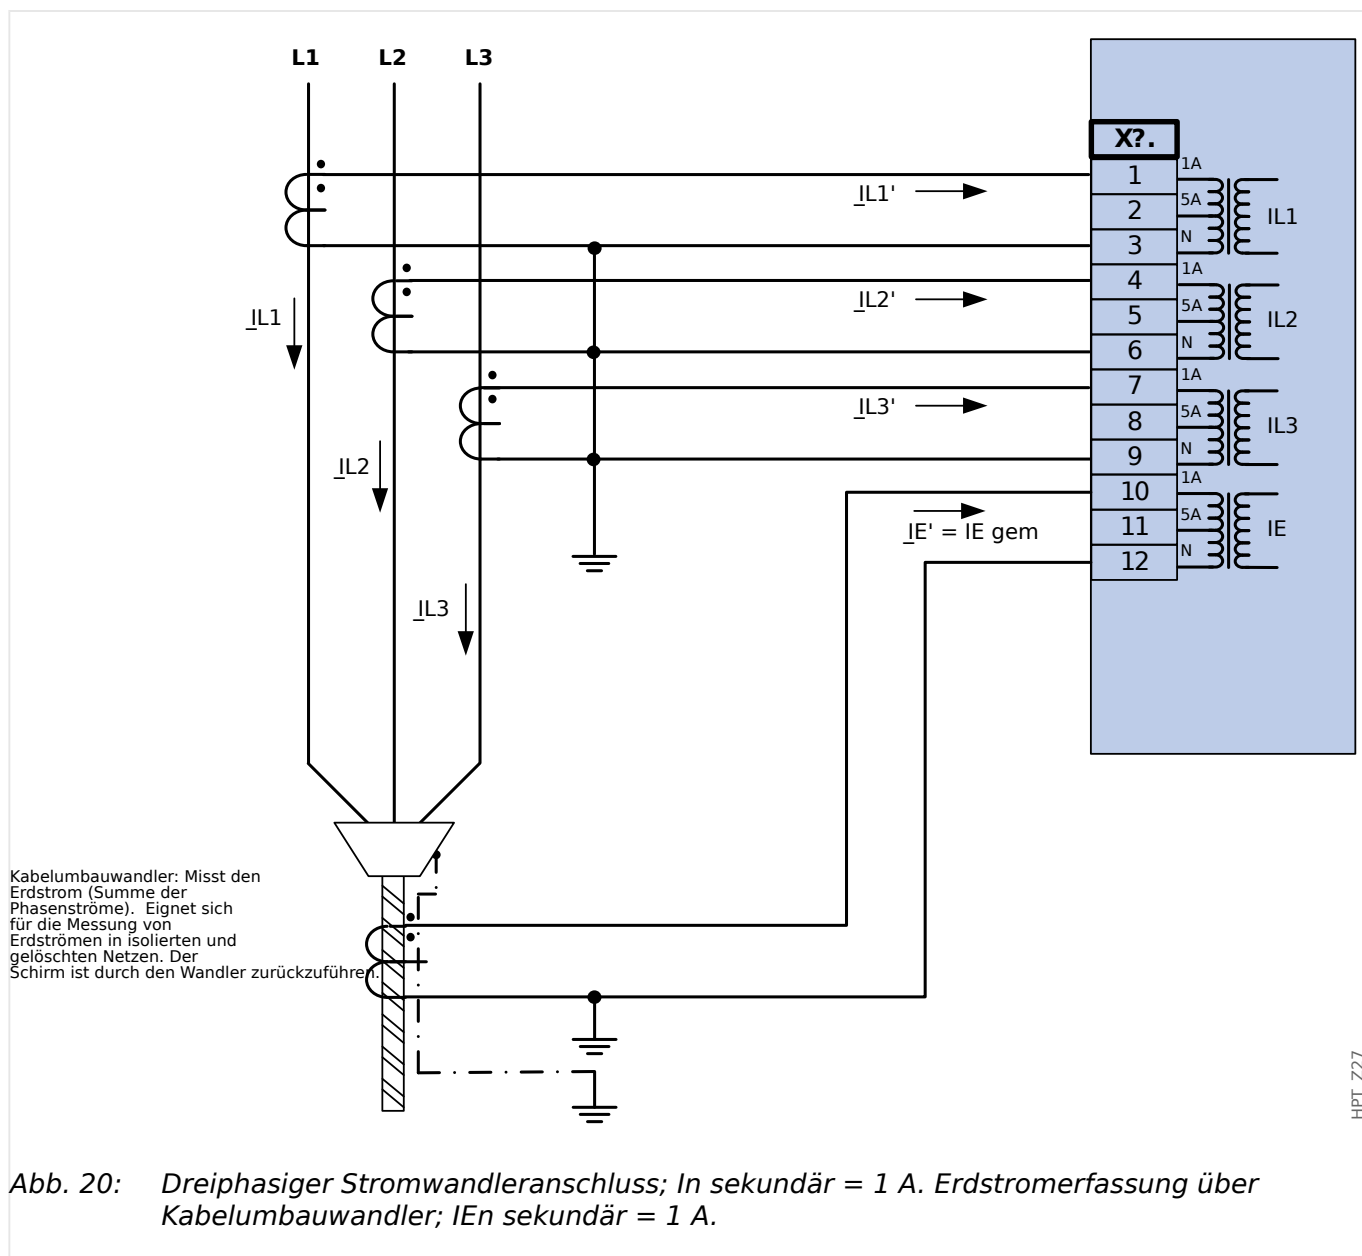 L1 L2 L3
X?.
1 1A
2 5A
3 N
IL1
4 1A
5 5A
6 N
IL2
7 1A
8 5A
9 N
IL3
10 1A
11 5A
12 N
IE
IL1'
IL2'
IL3'
IE' = IE gem
IL1
IL2
IL3
Kabelumbauwandler: Misst den
Erdstrom (Summe der
Phasenströme). Eignet sich
für die Messung von
Erdströmen in isolierten und
gelöschten Netzen. Der
Schirm ist durch den Wandler zurückzuführen.
HPT_Z27
Abb. 20: Dreiphasiger Stromwandleranschluss; In sekundär = 1 A. Erdstromerfassung über
Kabelumbauwandler; IEn sekundär = 1 A.